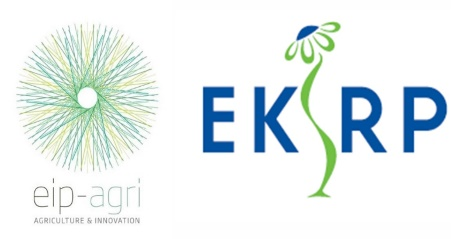 eip-agri
AGRICULTURE & INNOVATION
EKSRP